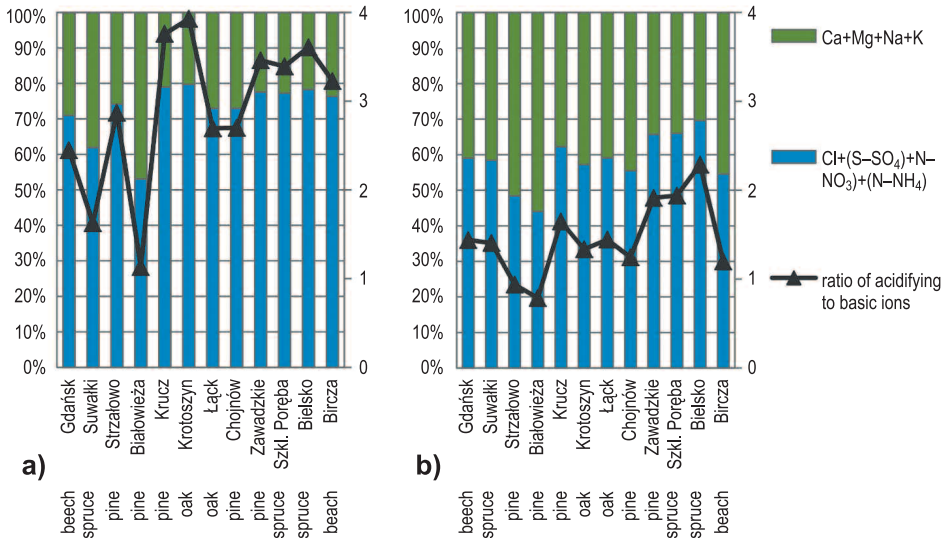 100%
90%
80%
70%
60%
50%
40%
30%
20%
10%
0%
4
3
2
1
0
Gdańsk
Suwałki
Strzałowo
Białowieża
Krucz
Krotoszyn
Łąck
Chojnów
Zawadzkie
Szkl. Poręba
Bielsko
Bircza
a)
beech
spruce
pine
pine
pine
oak
oak
pine
pine
spruce
spruce
beach
100%
90%
80%
70%
60%
50%
40%
30%
20%
10%
0%
4
3
2
1
0
Gdańsk
Suwałki
Strzałowo
Białowieża
Krucz
Krotoszyn
Łąck
Chojnów
Zawadzkie
Szkl. Poręba
Bielsko
Bircza
b)
beech
spruce
pine
pine
pine
oak
oak
pine
pine
spruce
spruce
beach
Ca+Mg+Na+K
Cl+(S–SO₄)+N–
NO₃)+(N–NH₄)
ratio of acidifying
to basic ions